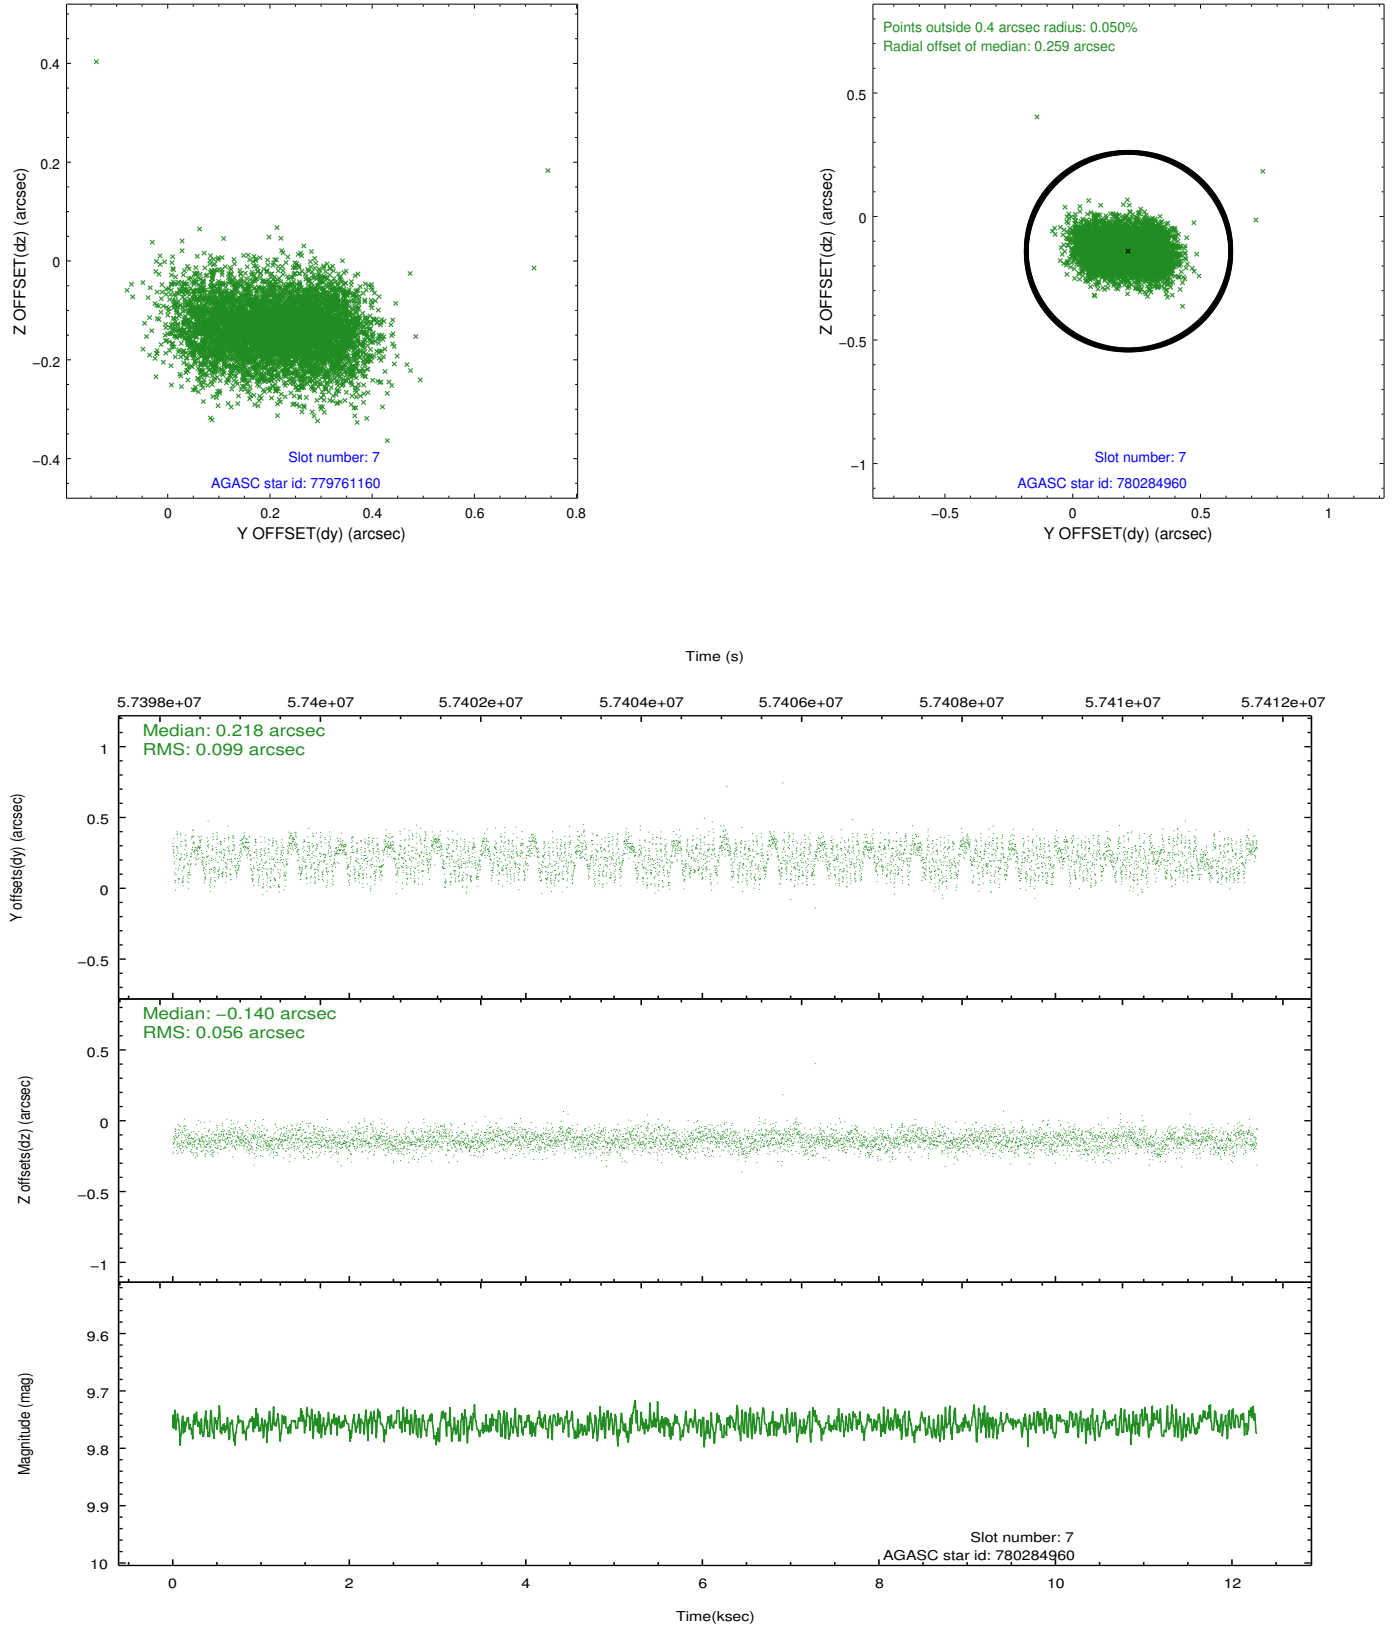 0.4
0.2
0
−0.2
−0.4
Z OFFSET(dz) (arcsec)
Slot number: 7
AGASC star id: 779761160
0 0.2 0.4 0.6 0.8
Y OFFSET(dy) (arcsec)
Points outside 0.4 arcsec radius: 0.050%
Radial offset of median: 0.259 arcsec
0.5
0
−0.5
−1
Z OFFSET(dz) (arcsec)
Slot number: 7
AGASC star id: 780284960
−0.5 0 0.5 1
Y OFFSET(dy) (arcsec)
Time (s)
5.7398e+07 5.74e+07 5.7402e+07 5.7404e+07 5.7406e+07 5.7408e+07 5.741e+07 5.7412e+07
Median: 0.218 arcsec
RMS: 0.099 arcsec
1
0.5
0
−0.5
Y offsets(dy) (arcsec)
Median: −0.140 arcsec
RMS: 0.056 arcsec
0.5
0
−0.5
−1
Z offsets(dz) (arcsec)
9.6
9.7
9.8
9.9
10
Magnitude (mag)
Slot number: 7
AGASC star id: 780284960
0 2 4 6 8 10 12
Time(ksec)